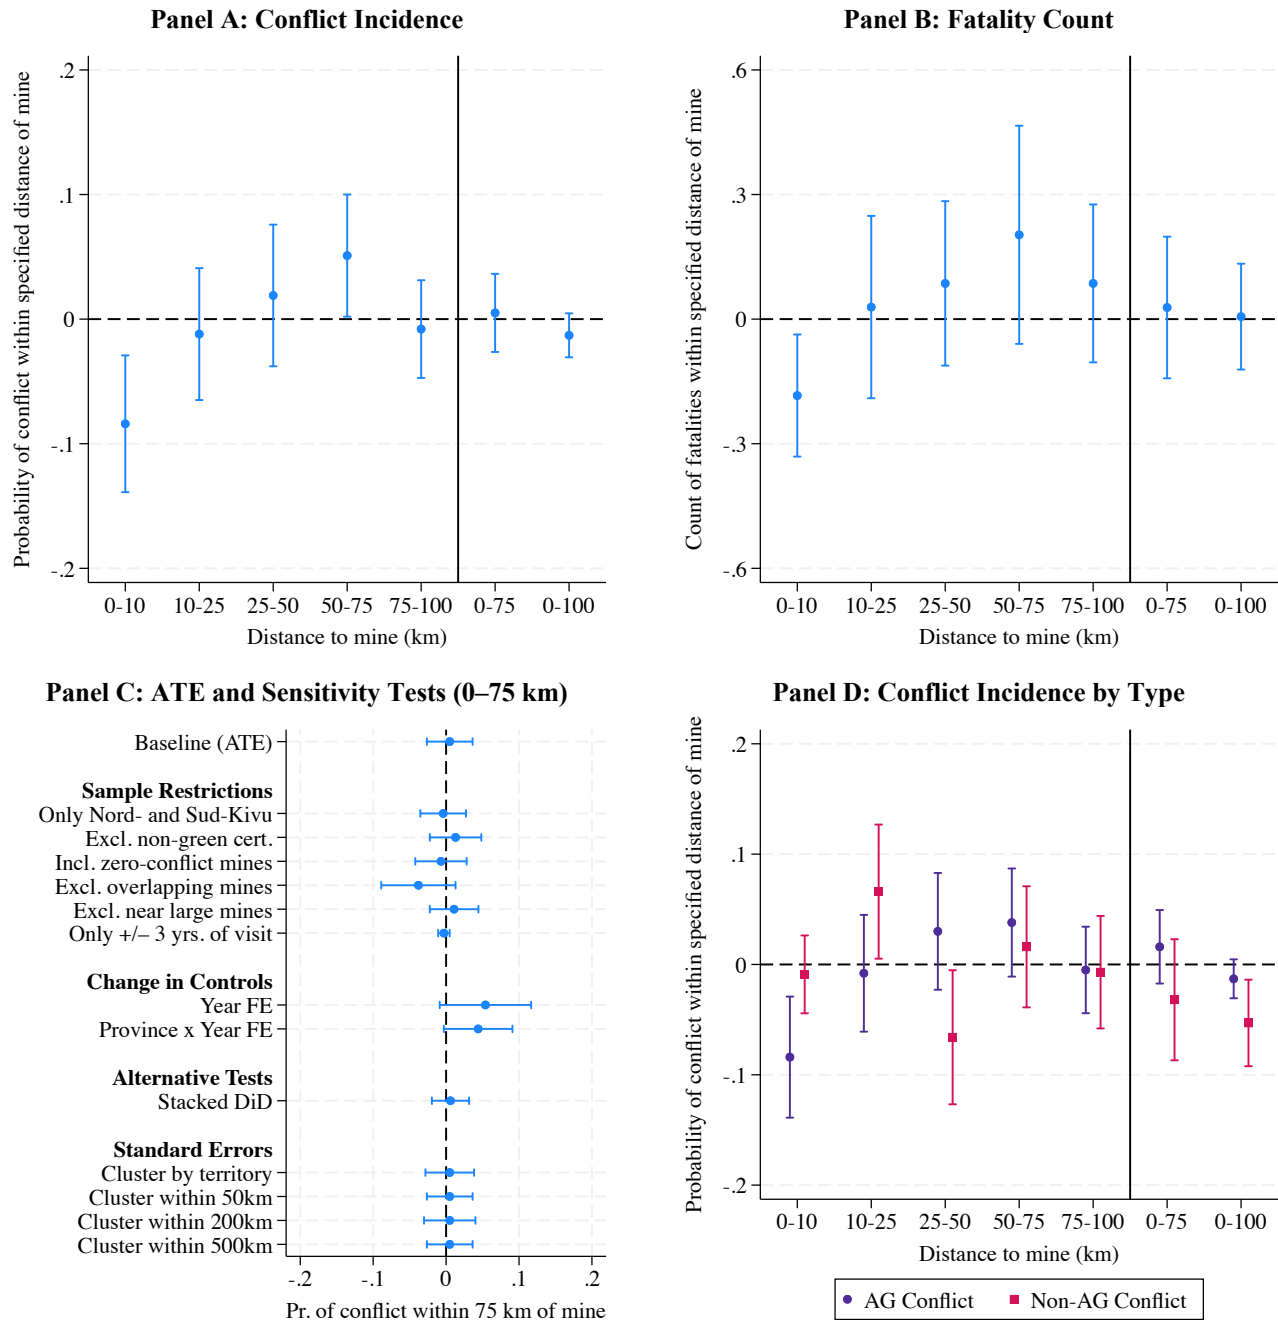 Panel A: Conflict Incidence
Probability of conflict within specified distance of mine
.2
.1
0
-.1
-.2
0-10 10-25 25-50 50-75 75-100 0-75 0-100
Distance to mine (km)
Panel B: Fatality Count
Count of fatalities within specified distance of mine
.6
.3
0
-.3
-.6
0-10 10-25 25-50 50-75 75-100 0-75 0-100
Distance to mine (km)
Panel C: ATE and Sensitivity Tests (0–75 km)
Baseline (ATE)
Sample Restrictions
Only Nord- and Sud-Kivu
Excl. non-green cert.
Incl. zero-conflict mines
Excl. overlapping mines
Excl. near large mines
Only +/– 3 yrs. of visit
Change in Controls
Year FE
Province x Year FE
Alternative Tests
Stacked DiD
Standard Errors
Cluster by territory
Cluster within 50km
Cluster within 200km
Cluster within 500km
-.2 -.1 0 .1 .2
Pr. of conflict within 75 km of mine
Panel D: Conflict Incidence by Type
Probability of conflict within specified distance of mine
.2
.1
0
-.1
-.2
0-10 10-25 25-50 50-75 75-100 0-75 0-100
Distance to mine (km)
AG Conflict Non-AG Conflict